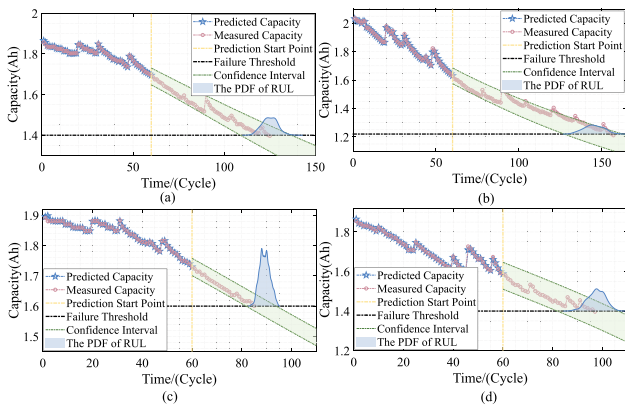 (a)
2
1.8
1.6
1.4
1.2
Capacity(Ah)
0
50
100
150
Time/(Cycle)
Predicted Capacity
Measured Capacity
Prediction Start Point
Failure Threshold
Confidence Interval
The PDF of RUL
(b)
2
1.8
1.6
1.4
1.2
Capacity(Ah)
0
50
100
150
Time/(Cycle)
Predicted Capacity
Measured Capacity
Prediction Start Point
Failure Threshold
Confidence Interval
The PDF of RUL
1.9
1.8
1.7
1.6
1.5
Capacity(Ah)
0
20
40
60
80
100
Time/(Cycle)
(c)
Predicted Capacity
Measured Capacity
Prediction Start Point
Failure Threshold
Confidence Interval
The PDF of RUL
1.8
1.6
1.4
1.2
Capacity(Ah)
0
20
40
60
80
100
Time/(Cycle)
(d)
Predicted Capacity
Measured Capacity
Prediction Start Point
Failure Threshold
Confidence Interval
The PDF of RUL